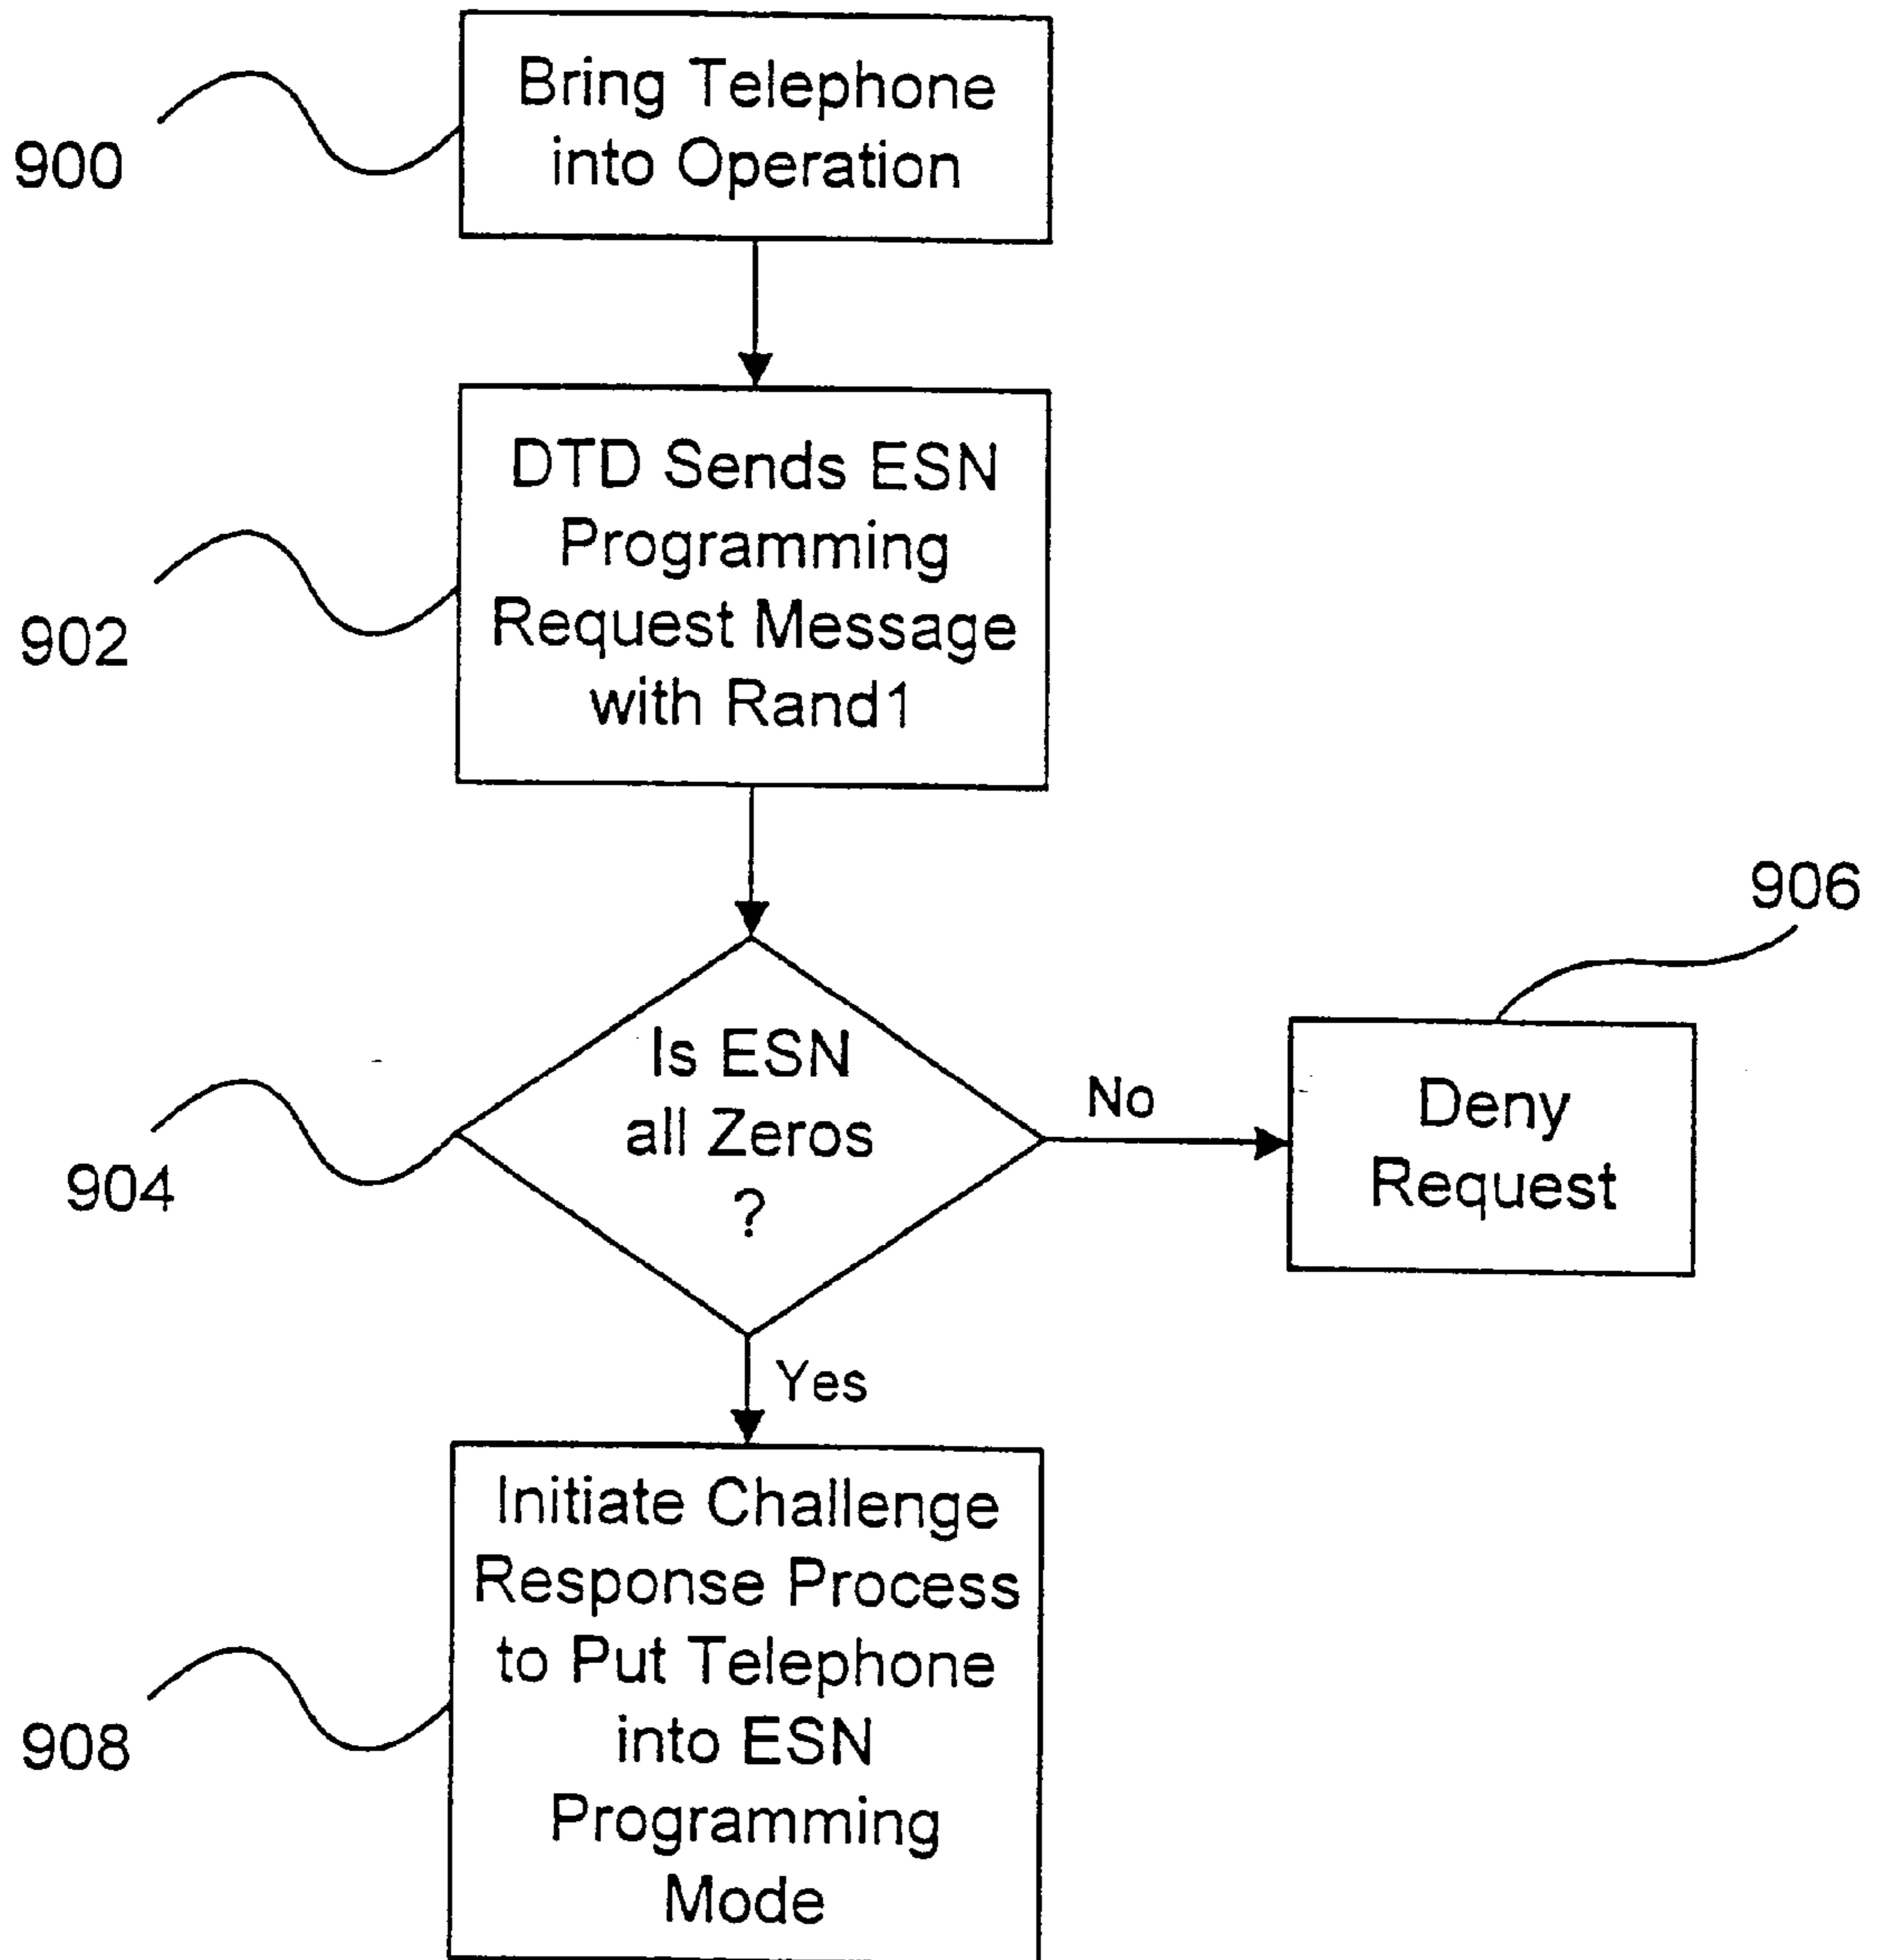 Bring Telephone
into Operation
900
DTD Sends ESN
Programming
Request Message
with Rand1
902
906
Is ESN
all Zeros
?
No
Deny
Request
904
Yes
Initiate Challenge
Response Process
to Put Telephone
into ESN
Programming
Mode
908